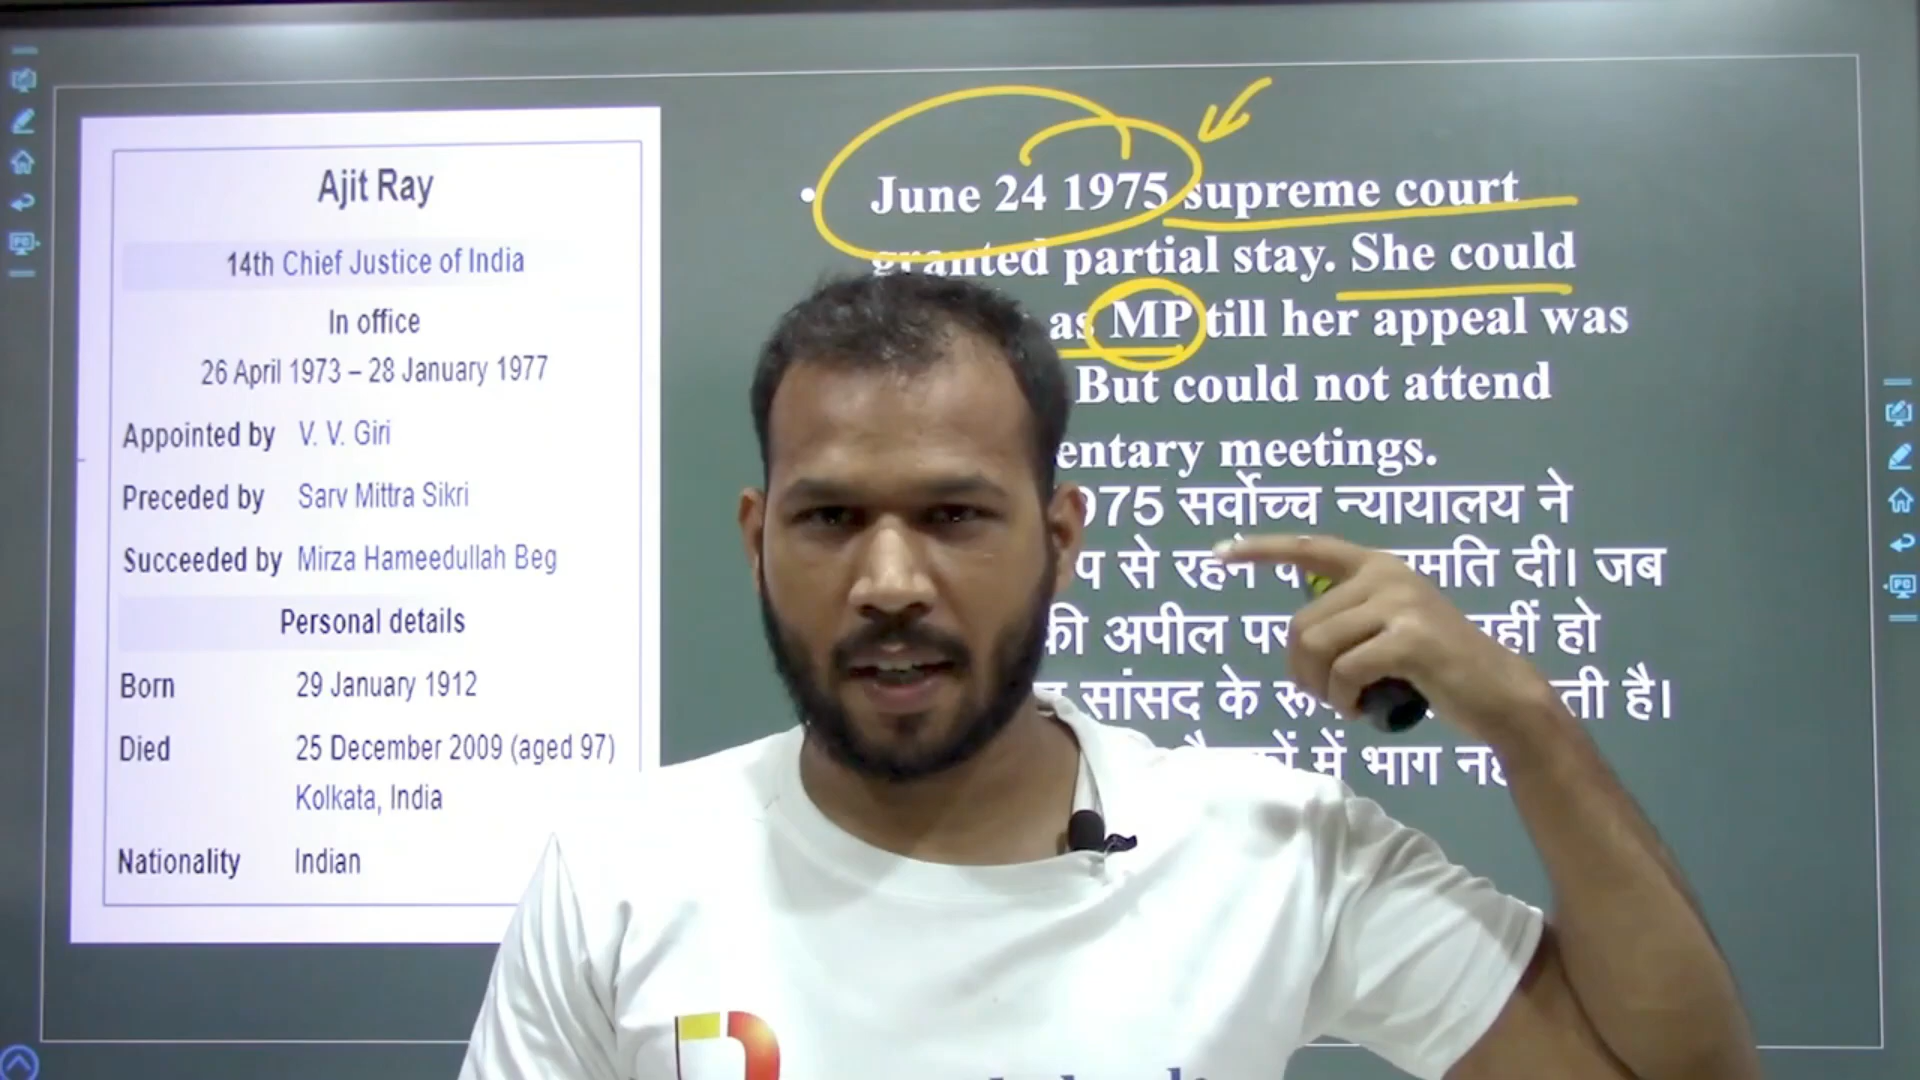 Ajit Ray
14th Chief Justice of India
In office
26 April 1973 – 28 January 1977
Appointed by V. V. Giri
Preceded by Sarv Mittra Sikri
Succeeded by Mirza Hameedullah Beg
Personal details
Born 29 January 1912
Died 25 December 2009 (aged 97)
Kolkata, India
Nationality Indian
• June 24 1975 supreme court
granted partial stay. She could
as MP till her appeal was
But could not attend
meetings.
सर्वोच्च न्यायालय ने
से रहने दी। जब
की अपील पर नहीं हो
सांसद के है।
में भाग